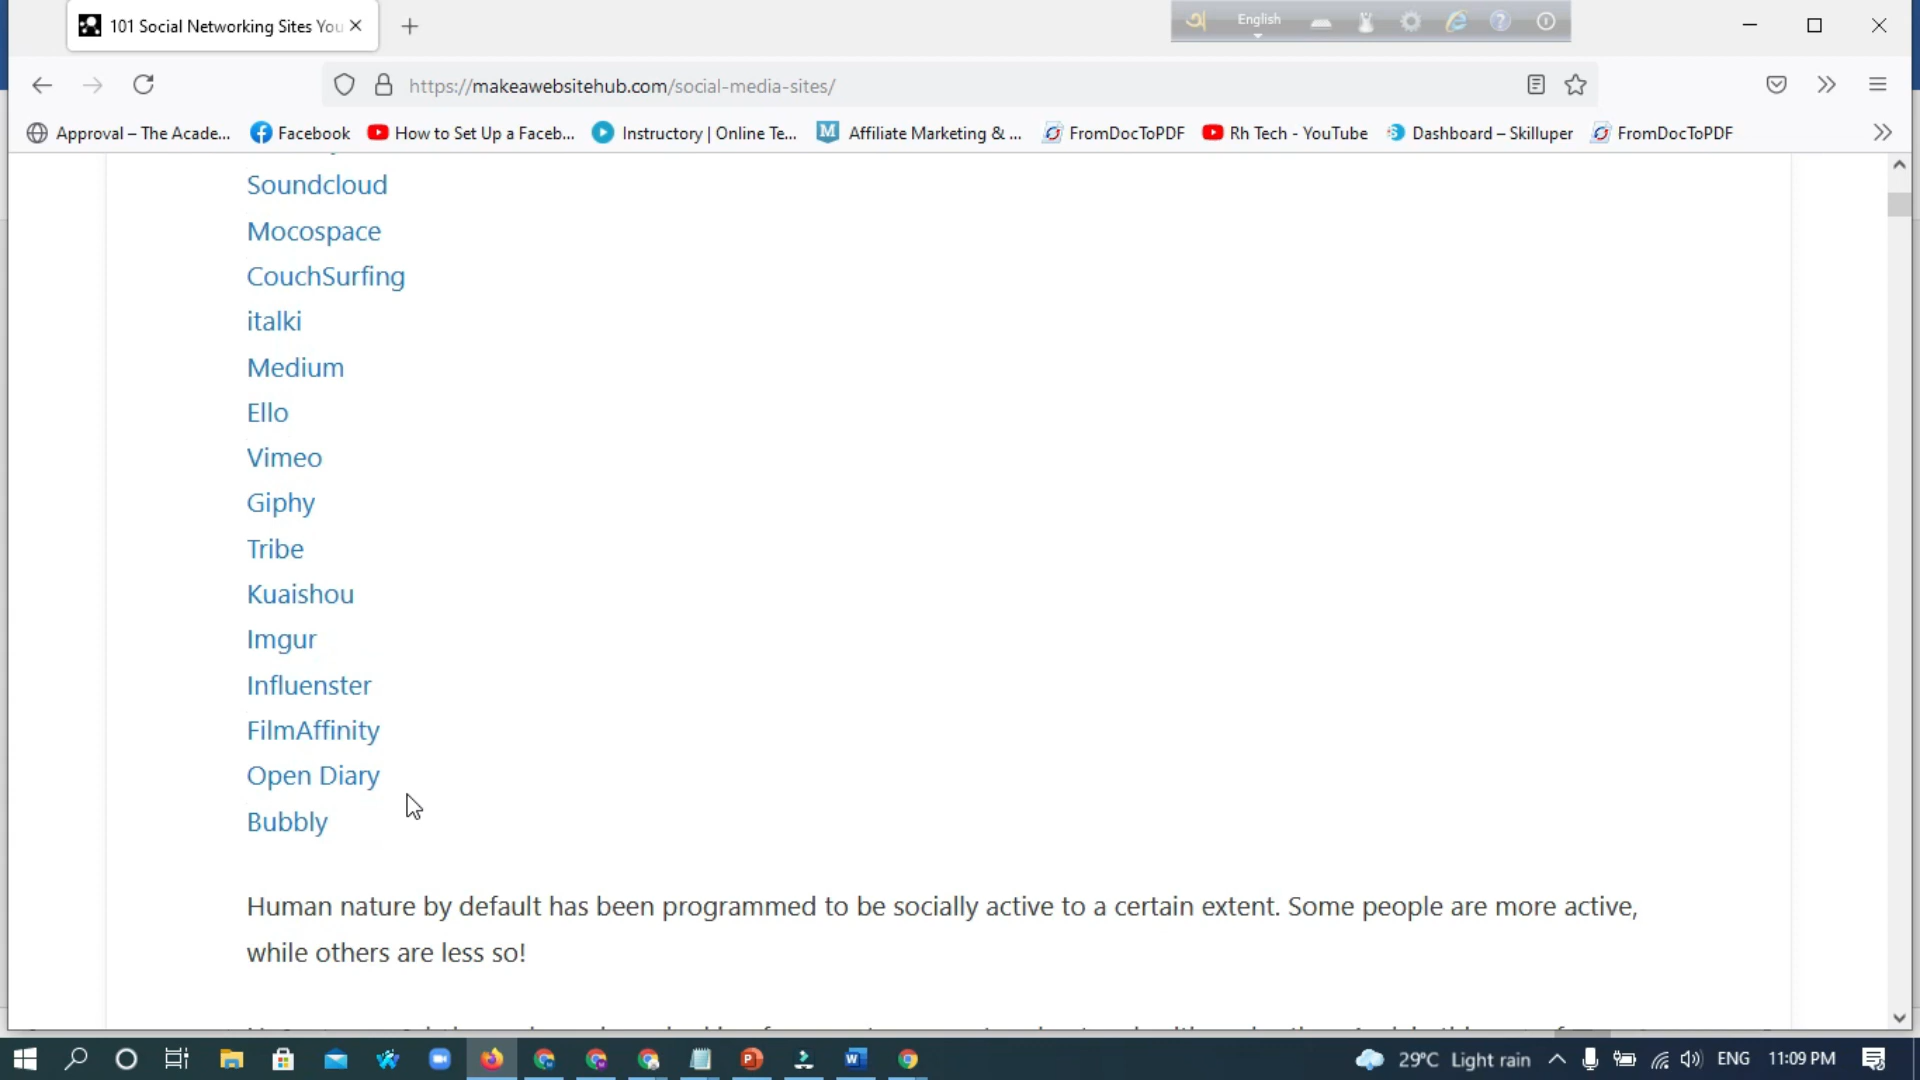 101 Social Networking Sites You
অ English
https://makeawebsitehub.com/social-media-sites/
Approval – The Acade...
Facebook
How to Set Up a Faceb...
Instructory | Online Te...
Affiliate Marketing & ...
FromDocToPDF
Rh Tech - YouTube
Dashboard – Skilluper
FromDocToPDF
Soundcloud
Mocospace
CouchSurfing
italki
Medium
Ello
Vimeo
Giphy
Tribe
Kuaishou
Imgur
Influenster
FilmAffinity
Open Diary
Bubbly
Human nature by default has been programmed to be socially active to a certain extent. Some people are more active,
while others are less so!
29°C Light rain
ENG
11:09 PM